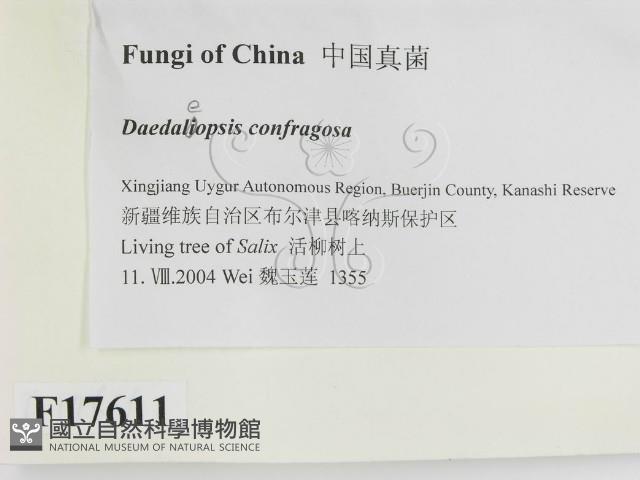 Fungi of China 中国真菌
Daedaliopsis confragosa
Xingjiang Uygur Autonomous Region, Buerjin County, Kanashi Reserve
新疆维族自治区布尔津县喀纳斯保护区
Living tree of Salix 活柳树上
11. Ⅷ.2004 Wei 魏玉莲 1355
F17611
國立自然科學博物館
NATIONAL MUSEUM OF NATURAL SCIENCE